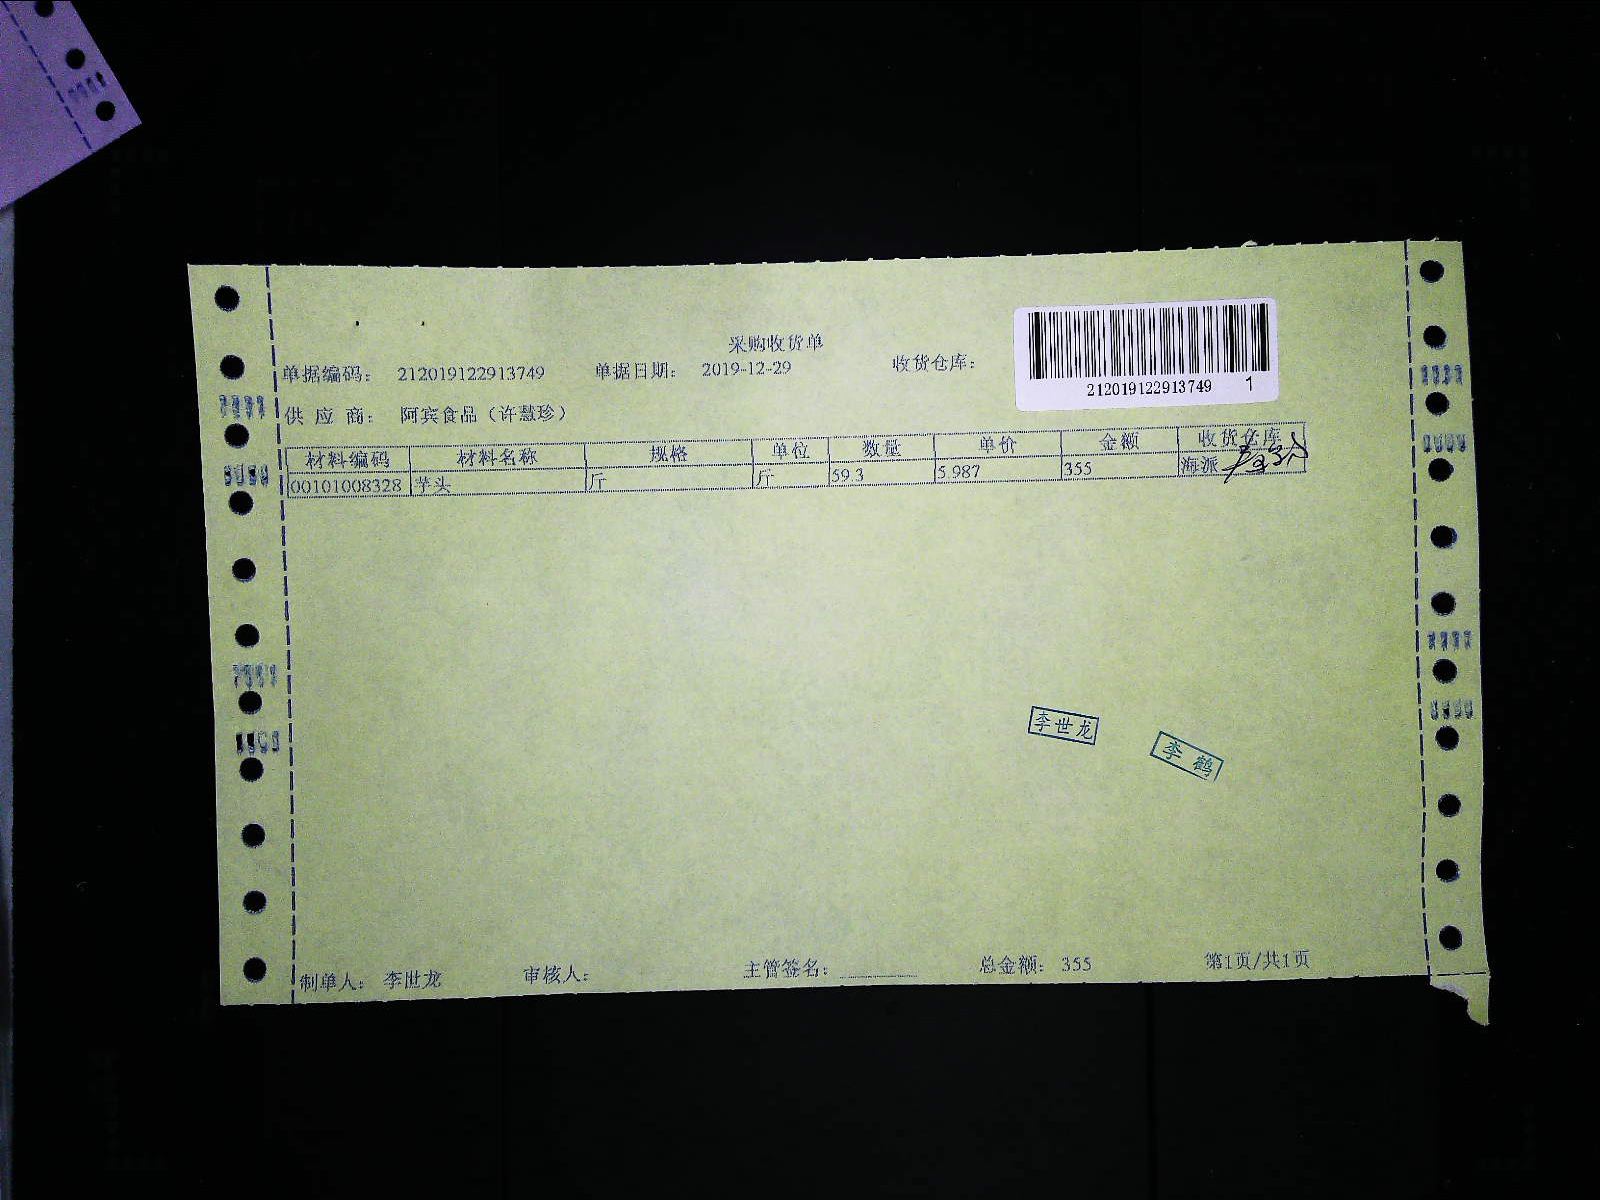 采购收货单
单据编码： 212019122913749 单据日期： 2019-12-29 收货仓库：
212019122913749 1
供 应 商： 阿宾食品（许慧珍）
材料编码 材料名称 规格 单位 数量 单价 金额 收货仓库
00101008328 芋头 斤 斤 59.3 5.987 355 海派
李世龙
李鹤
制单人： 李世龙 审核人： 主管签名： 总金额： 355 第1页/共1页